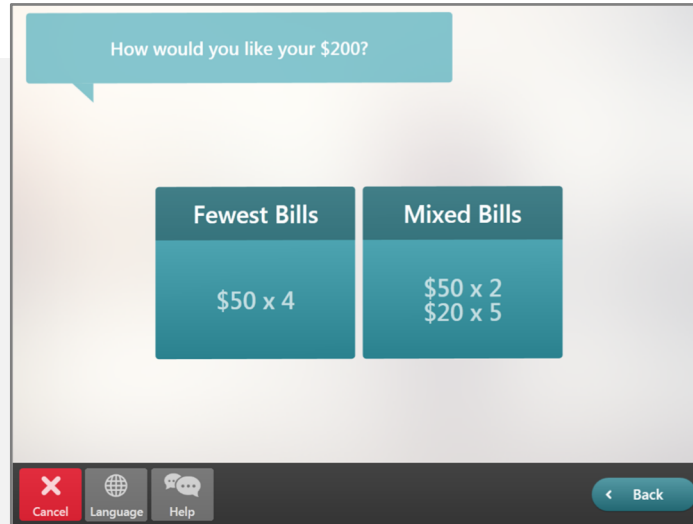 How would you like your $200?
Fewest Bills
$50 x 4
Mixed Bills
$50 x 2
$20 x 5
Cancel
Language
Help
Back